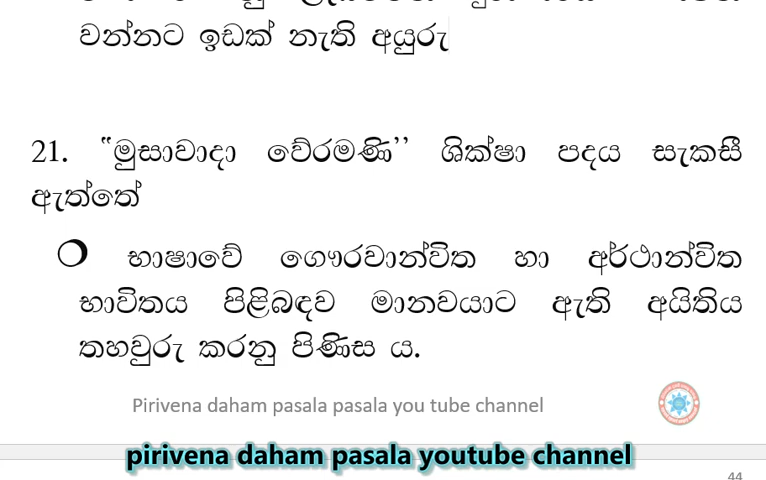 වන්නට ඉඩක් නැති අයුරු
21. “මුසාවාදා වේරමණි’’ ශික්ෂා පදය සැකසී
ඇත්තේ
භාෂාවේ ගෞරවාන්විත හා අර්ථාන්විත
භාවිතය පිළිබඳව මානවයාට ඇති අයිතිය
තහවුරු කරනු පිණිස ය.
Pirivena daham pasala pasala you tube channel
pirivena daham pasala youtube channel
44